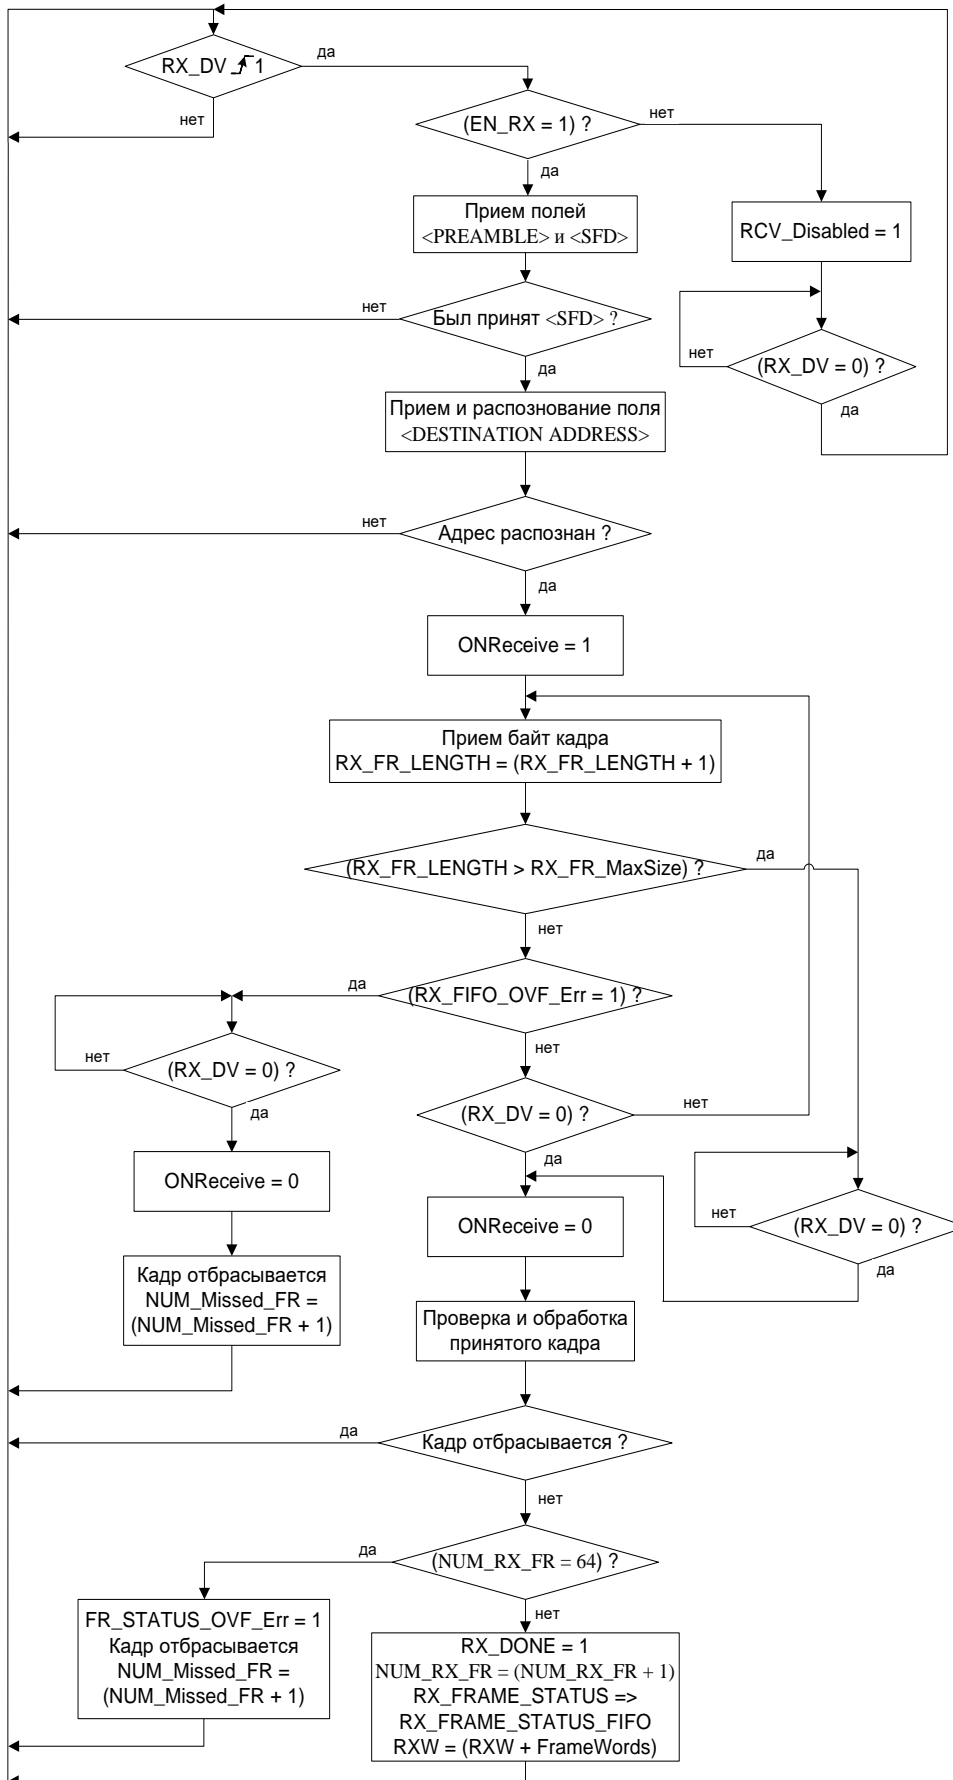 да
RX_DV 1
нет
(EN_RX = 1) ?
нет
да
Прием полей
<PREAMBLE> и <SFD>
RCV_Disabled = 1
Был принят <SFD> ?
нет
да
(RX_DV = 0) ?
нет
да
Прием и распознование поля
<DESTINATION ADDRESS>
Адрес распознан ?
нет
да
ONReceive = 1
Прием байт кадра
RX_FR_LENGTH = (RX_FR_LENGTH + 1)
(RX_FR_LENGTH > RX_FR_MaxSize) ?
да
нет
(RX_FIFO_OVF_Err = 1) ?
да
нет
(RX_DV = 0) ?
нет
да
(RX_DV = 0) ?
нет
да
ONReceive = 0
ONReceive = 0
(RX_DV = 0) ?
нет
да
Кадр отбрасывается
NUM_Missed_FR =
(NUM_Missed_FR + 1)
Проверка и обработка
принятого кадра
Кадр отбрасывается ?
да
нет
(NUM_RX_FR = 64) ?
да
нет
FR_STATUS_OVF_Err = 1
Кадр отбрасывается
NUM_Missed_FR =
(NUM_Missed_FR + 1)
RX_DONE = 1
NUM_RX_FR = (NUM_RX_FR + 1)
RX_FRAME_STATUS =>
RX_FRAME_STATUS_FIFO
RXW = (RXW + FrameWords)